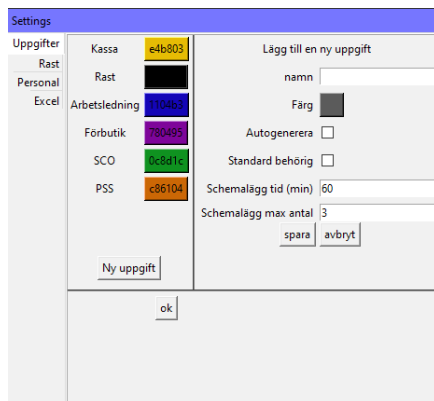 Settings
Uppgifter
Rast
Personal
Excel
Kassa e4b803
Rast
Arbetsledning 1104b3
Förbutik 780495
SCO 0c8d1c
PSS c86104
Ny uppgift
Lägg till en ny uppgift
namn
Färg
Autogenerera
Standard behörig
Schemalägg tid (min) 60
Schemalägg max antal 3
spara avbryt
ok